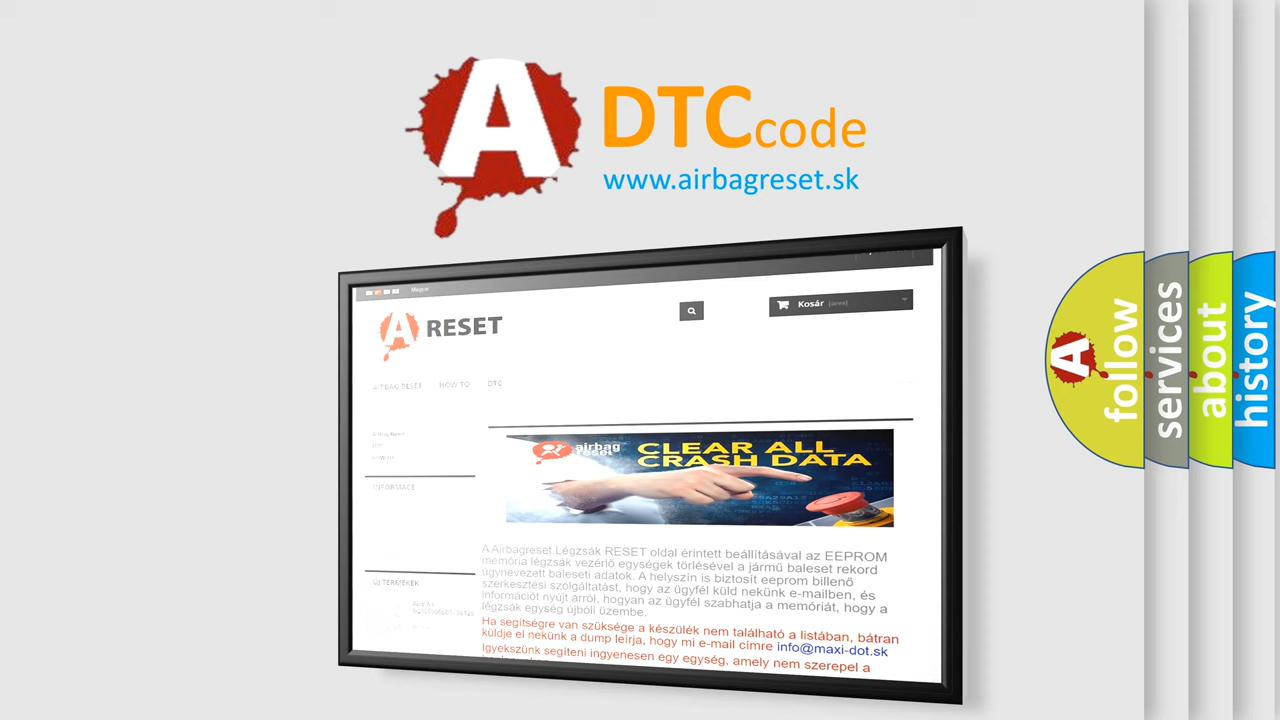 A DTCcode
www.airbagreset.sk
Magyar
Kosár (üres)
A RESET
AIRBAG RESET HOW TO DTC
INFORMACE
airbag
reset
CLEAR ALL
CRASH DATA
A Airbagreset Légzsák RESET oldal érintett beállításával az EEPROM
memória légzsák vezérlő egységek törlésével a jármű baleset rekord
úgynevezett baleseti adatok. A helyszín is biztosít eeprom billenő
szerkesztési szolgáltatást, hogy az ügyfél küld nekünk e-mailben, és
információt nyújt arról, hogyan az ügyfél szabhatja a memóriát, hogy a
légzsák egység újbóli üzembe.
Ha segítségre van szüksége a készülék nem található a listában, bátran
küldje el nekünk a dump leírja, hogy mi e-mail címre info@maxi-dot.sk
Igyekszünk segíteni ingyenesen egy egység, amely nem szerepel a
ÚJ TERMÉKEK
A follow
services
about
history